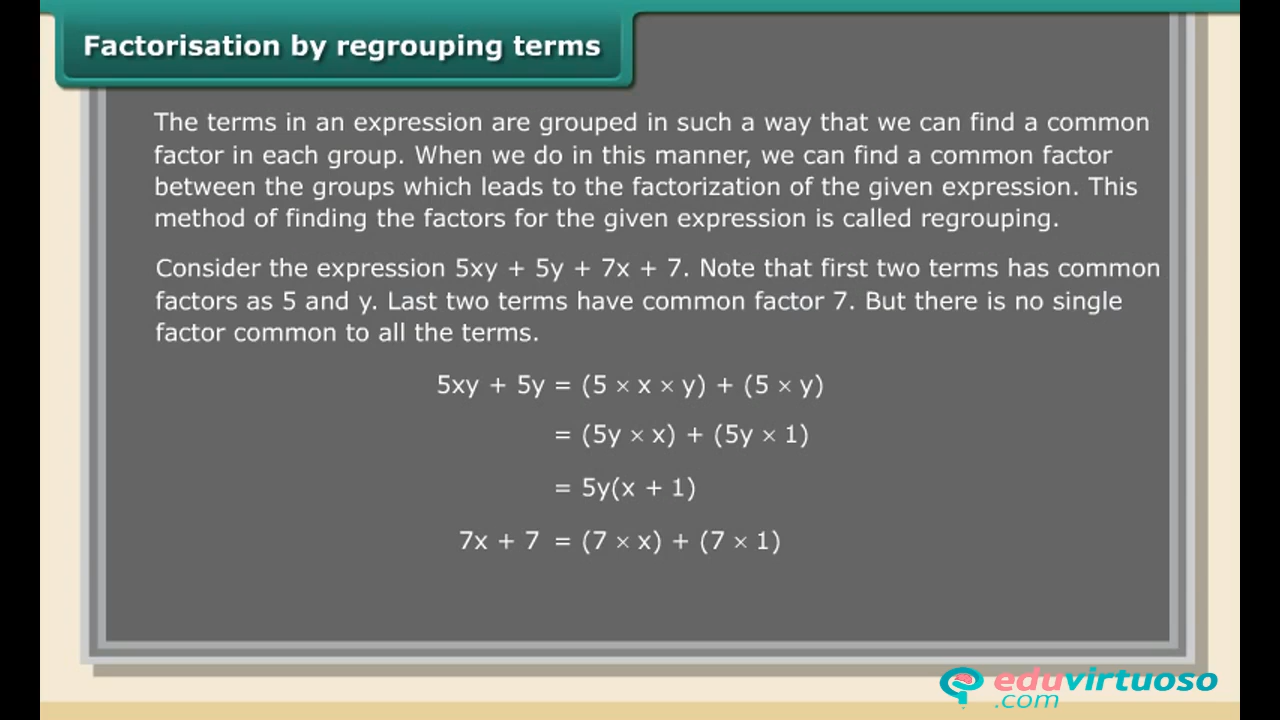 Factorisation by regrouping terms
The terms in an expression are grouped in such a way that we can find a common
factor in each group. When we do in this manner, we can find a common factor
between the groups which leads to the factorization of the given expression. This
method of finding the factors for the given expression is called regrouping.
Consider the expression 5xy + 5y + 7x + 7. Note that first two terms has common
factors as 5 and y. Last two terms have common factor 7. But there is no single
factor common to all the terms.
5xy + 5y = (5 × x × y) + (5 × y)
= (5y × x) + (5y × 1)
= 5y(x + 1)
7x + 7 = (7 × x) + (7 × 1)
eduvirtuoso
.com